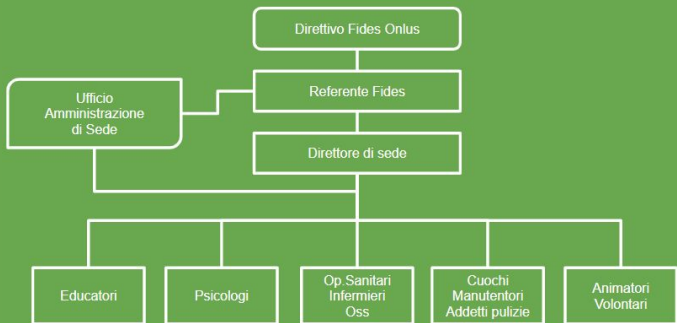 Direttivo Fides Onlus
Referente Fides
Ufficio
Amministrazione
di Sede
Direttore di sede
Educatori
Psicologi
Op.Sanitari
Infermieri
Oss
Cuochi
Manutentori
Addetti pulizie
Animatori
Volontari